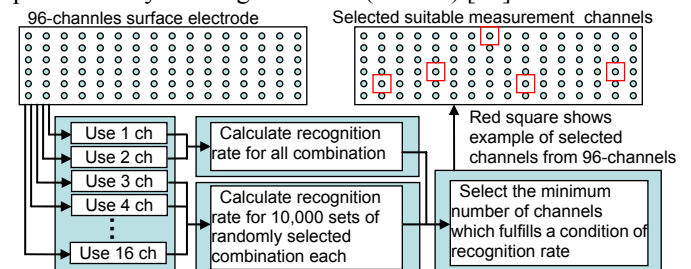 96-channles surface electrode
Selected suitable measurement channels
Use 1 ch
Use 2 ch
Use 3 ch
Use 4 ch
Use 16 ch
Calculate recognition
rate for all combination
Calculate recognition
rate for 10,000 sets of
randomly selected
combination each
Red square shows
example of selected
channels from 96-channels
Select the minimum
number of channels
which fulfills a condition of
recognition rate